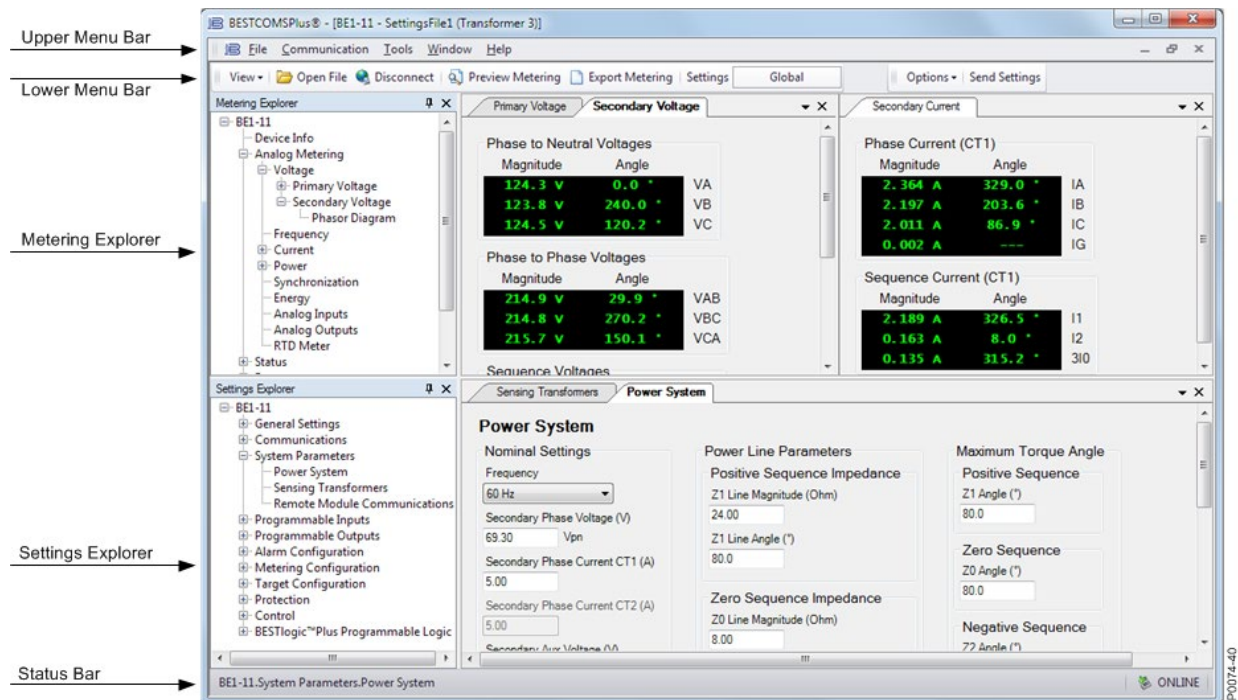 Upper Menu Bar
Lower Menu Bar
Metering Explorer
Settings Explorer
Status Bar
BESTCOMSPlus® - [BE1-11 - SettingsFile1 (Transformer 3)]
File Communication Tools Window Help
View Open File Disconnect Preview Metering Export Metering Settings Global Options Send Settings
Metering Explorer
BE1-11
Device Info
Analog Metering
Voltage
Primary Voltage
Secondary Voltage
Phasor Diagram
Frequency
Current
Power
Synchronization
Energy
Analog Inputs
Analog Outputs
RTD Meter
Status
Primary Voltage Secondary Voltage
Phase to Neutral Voltages
Magnitude Angle
124.3 V 0.0 ° VA
123.8 V 240.0 ° VB
124.5 V 120.2 ° VC
Phase to Phase Voltages
Magnitude Angle
214.9 V 29.9 ° VAB
214.8 V 270.2 ° VBC
215.7 V 150.1 ° VCA
Sequence Voltages
Secondary Current
Phase Current (CT1)
Magnitude Angle
2.364 A 329.0 ° IA
2.197 A 203.6 ° IB
2.011 A 86.9 ° IC
0.002 A --- IG
Sequence Current (CT1)
Magnitude Angle
2.189 A 326.5 ° I1
0.163 A 8.0 ° I2
0.135 A 315.2 ° 3I0
Settings Explorer
BE1-11
General Settings
Communications
System Parameters
Power System
Sensing Transformers
Remote Module Communications
Programmable Inputs
Programmable Outputs
Alarm Configuration
Metering Configuration
Target Configuration
Protection
Control
BESTlogic™Plus Programmable Logic
Sensing Transformers Power System
Power System
Nominal Settings
Frequency
60 Hz
Secondary Phase Voltage (V)
69.30 Vpn
Secondary Phase Current CT1 (A)
5.00
Secondary Phase Current CT2 (A)
5.00
Secondary Aux Voltage (V)
Power Line Parameters
Positive Sequence Impedance
Z1 Line Magnitude (Ohm)
24.00
Z1 Line Angle (°)
80.0
Zero Sequence Impedance
Z0 Line Magnitude (Ohm)
8.00
Maximum Torque Angle
Positive Sequence
Z1 Angle (°)
80.0
Zero Sequence
Z0 Angle (°)
80.0
Negative Sequence
Z2 Angle (°)
BE1-11.System Parameters.Power System
ONLINE
P0074-40